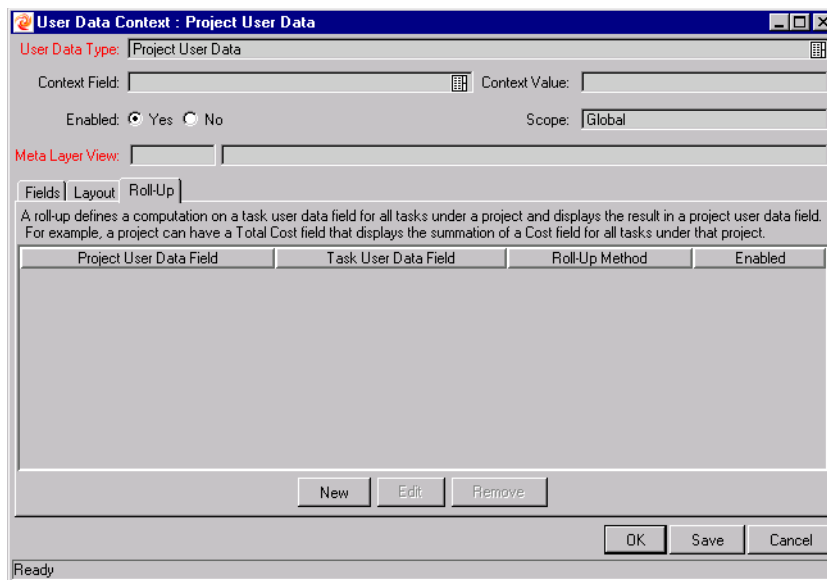 User Data Context : Project User Data
User Data Type: Project User Data
Context Field: Context Value:
Enabled: Yes No Scope: Global
Meta Layer View:
Fields Layout Roll-Up
A roll-up defines a computation on a task user data field for all tasks under a project and displays the result in a project user data field.
For example, a project can have a Total Cost field that displays the summation of a Cost field for all tasks under that project.
Project User Data Field Task User Data Field Roll-Up Method Enabled
New Edit Remove
OK Save Cancel
Ready